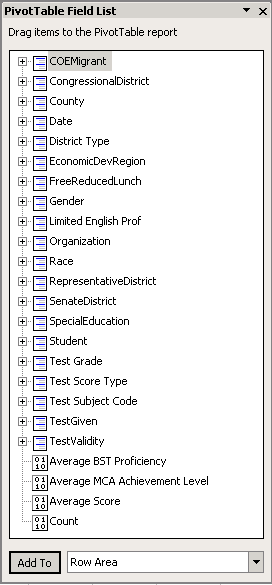 PivotTable Field List
Drag items to the PivotTable report
COEMigrant
CongressionalDistrict
County
Date
District Type
EconomicDevRegion
FreeReducedLunch
Gender
Limited English Prof
Organization
Race
RepresentativeDistrict
SenateDistrict
SpecialEducation
Student
Test Grade
Test Score Type
Test Subject Code
TestGiven
TestValidity
Average BST Proficiency
Average MCA Achievement Level
Average Score
Count
Add To Row Area